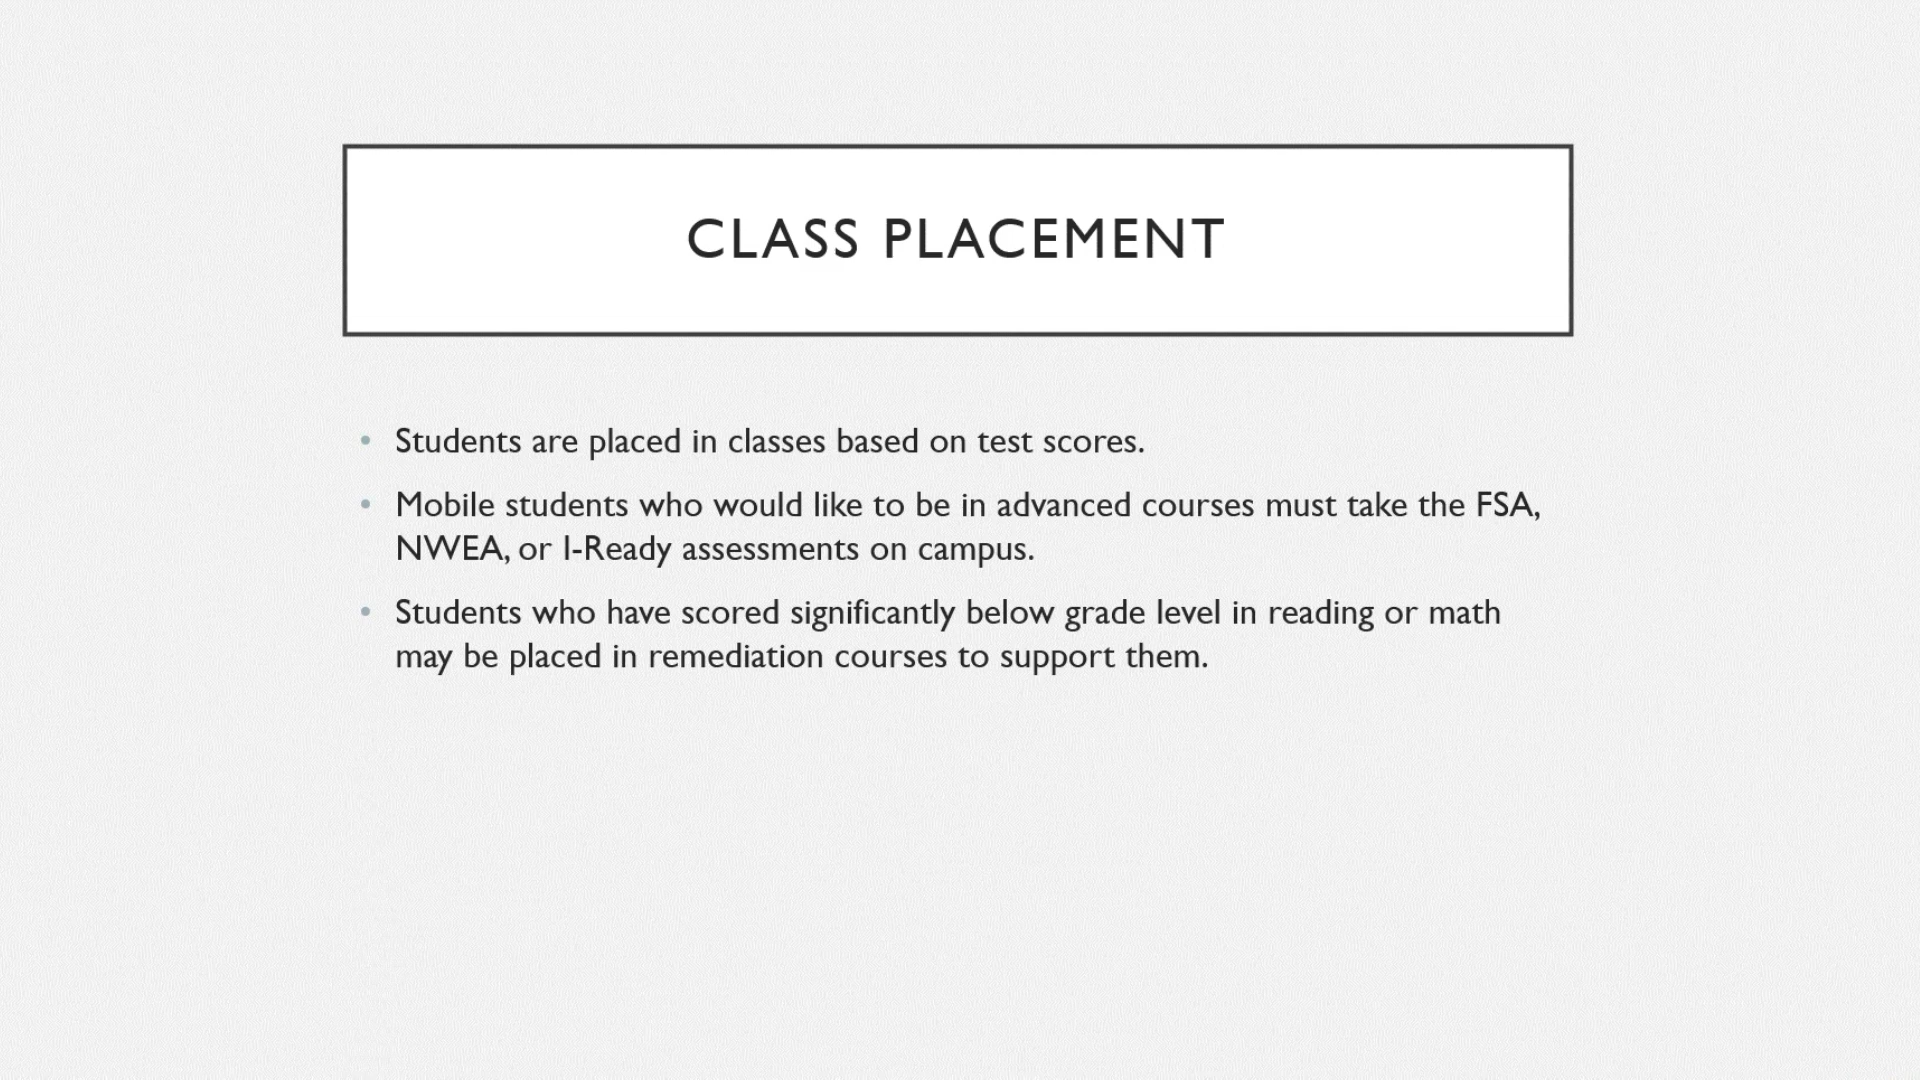 CLASS PLACEMENT
• Students are placed in classes based on test scores.
• Mobile students who would like to be in advanced courses must take the FSA,
NWEA, or I-Ready assessments on campus.
• Students who have scored significantly below grade level in reading or math
may be placed in remediation courses to support them.